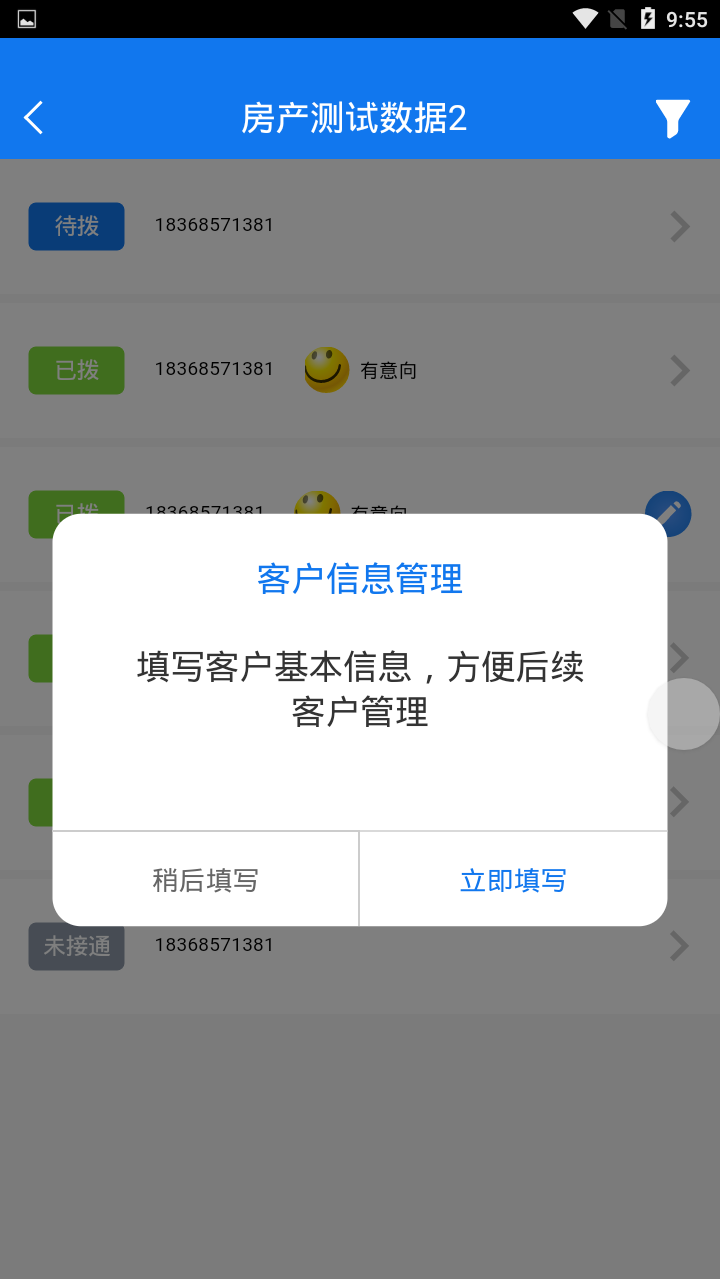 9:55
房产测试数据2
待拨 18368571381
已拨 18368571381 有意向
已拨 18368571381 有意向
客户信息管理
填写客户基本信息，方便后续
客户管理
稍后填写 立即填写
未接通 18368571381